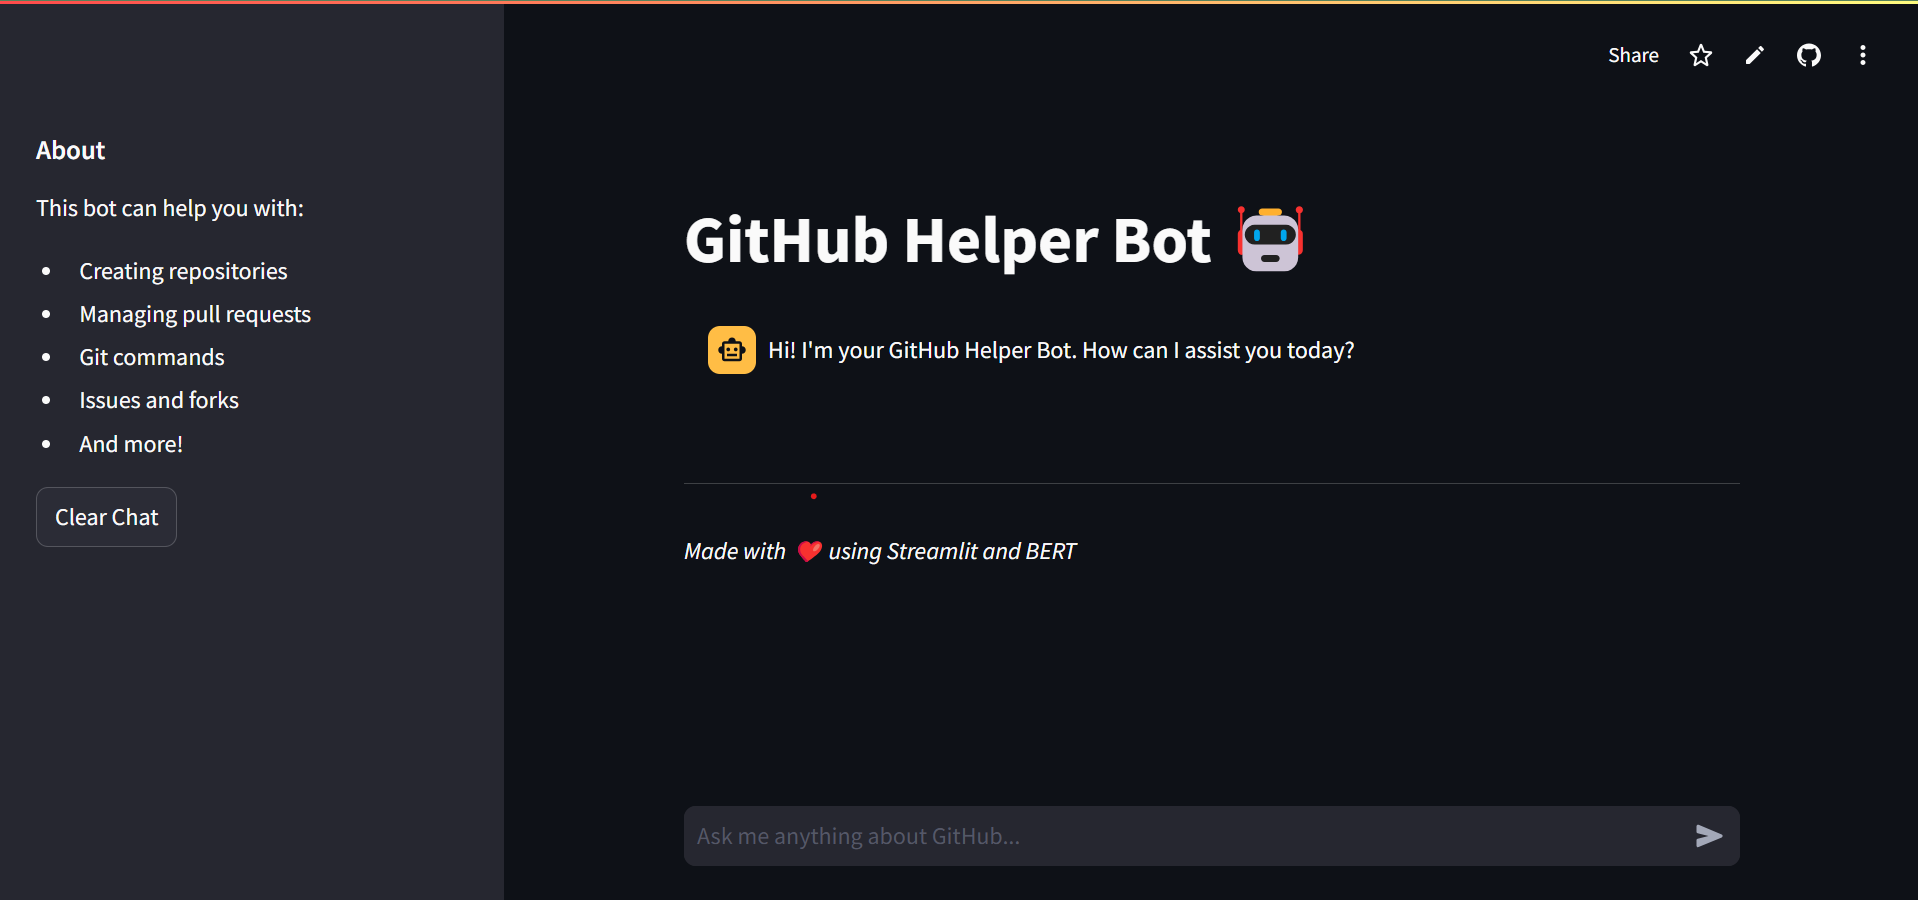 Share
About
This bot can help you with:
Creating repositories
Managing pull requests
Git commands
Issues and forks
And more!
Clear Chat
GitHub Helper Bot
Hi! I'm your GitHub Helper Bot. How can I assist you today?
Made with ❤️ using Streamlit and BERT
Ask me anything about GitHub...